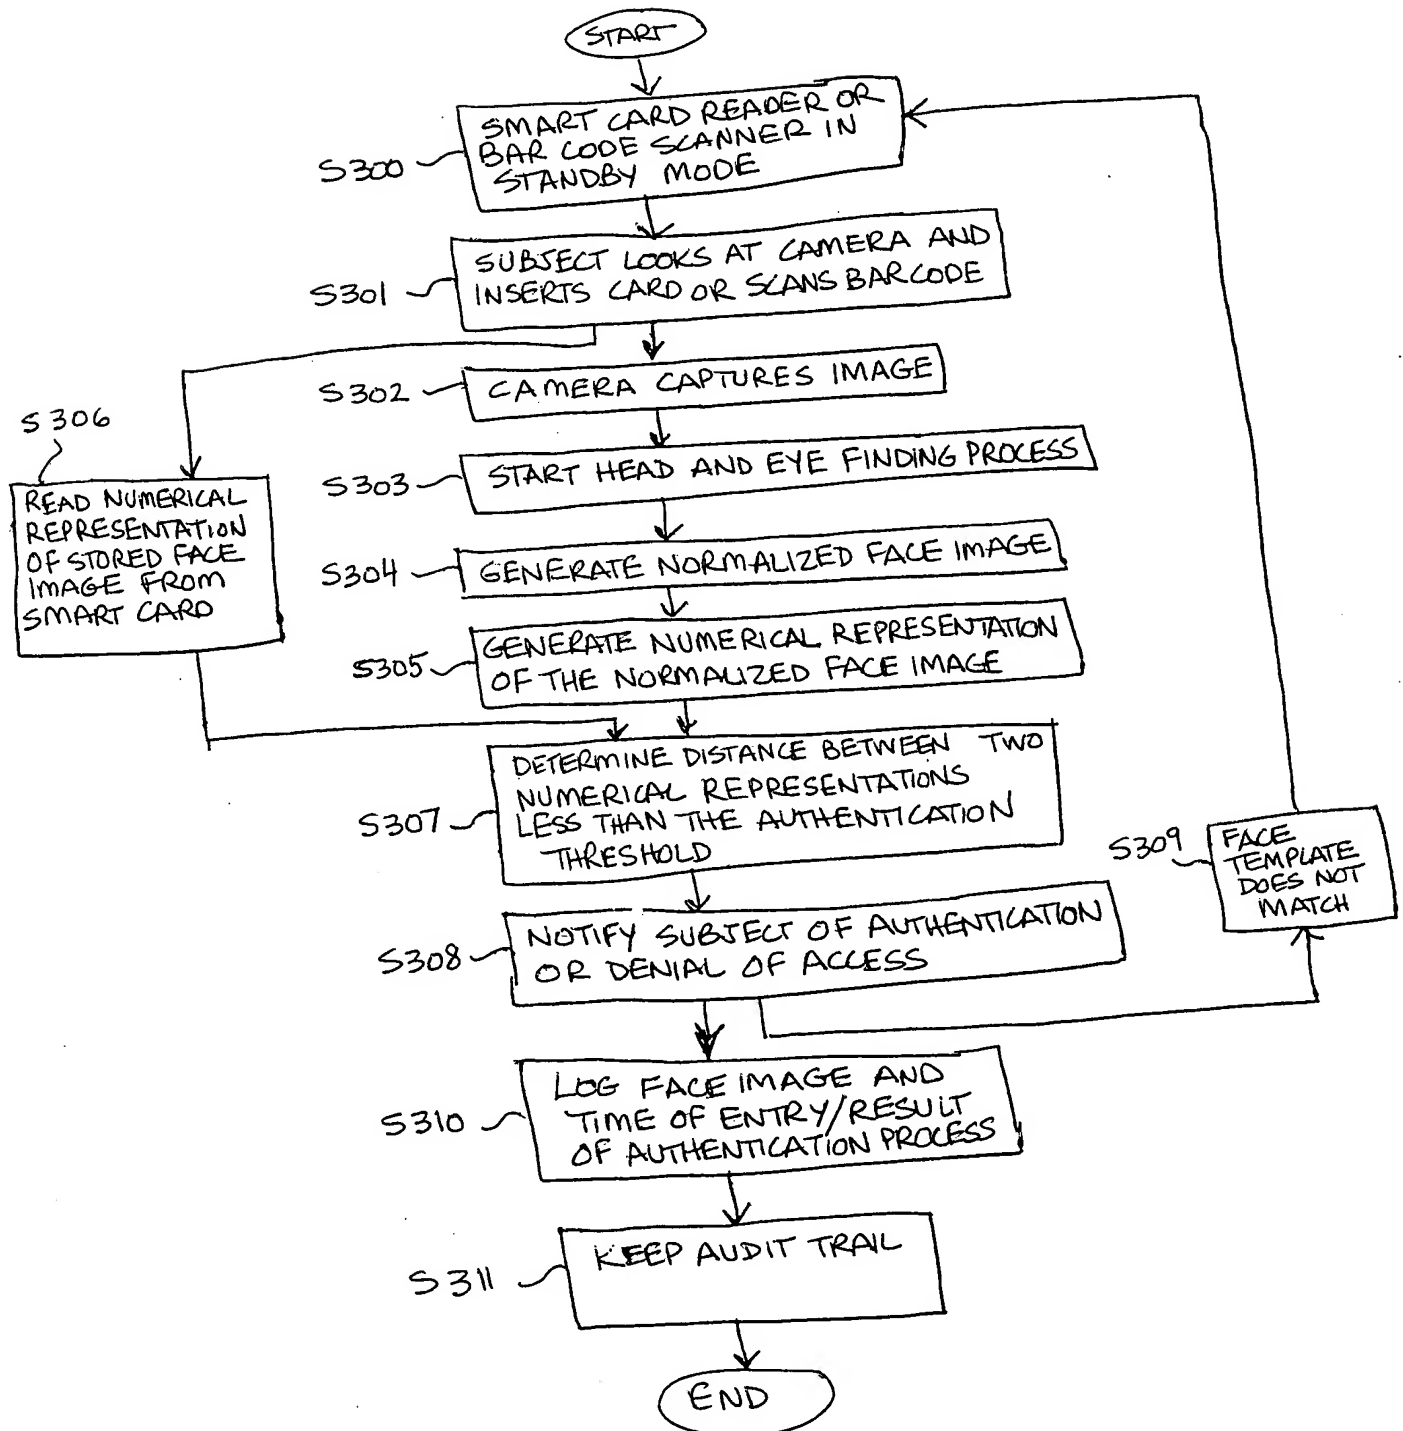 START
S300
SMART CARD READER OR
BAR CODE SCANNER IN
STANDBY MODE
S301
SUBJECT LOOKS AT CAMERA AND
INSERTS CARD OR SCANS BARCODE
S302
CAMERA CAPTURES IMAGE
S303
START HEAD AND EYE FINDING PROCESS
S304
GENERATE NORMALIZED FACE IMAGE
S305
GENERATE NUMERICAL REPRESENTATION
OF THE NORMALIZED FACE IMAGE
S306
READ NUMERICAL
REPRESENTATION
OF STORED FACE
IMAGE FROM
SMART CARD
S307
DETERMINE DISTANCE BETWEEN TWO
NUMERICAL REPRESENTATIONS
LESS THAN THE AUTHENTICATION
THRESHOLD
S308
NOTIFY SUBJECT OF AUTHENTICATION
OR DENIAL OF ACCESS
S309
FACE
TEMPLATE
DOES NOT
MATCH
S310
LOG FACE IMAGE AND
TIME OF ENTRY/RESULT
OF AUTHENTICATION PROCESS
S311
KEEP AUDIT TRAIL
END